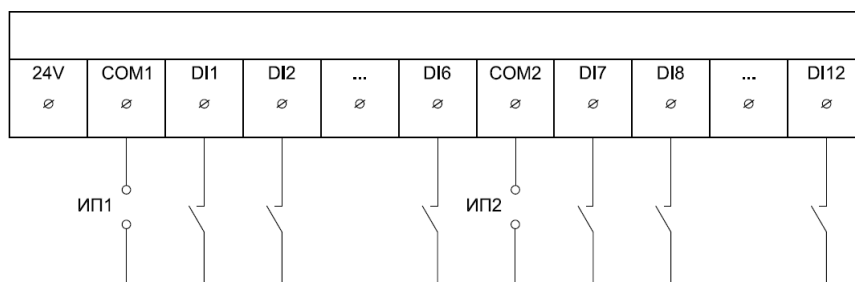 24V COM1 DI1 DI2 ... DI6 COM2 DI7 DI8 ... DI12
ИП1 ИП2